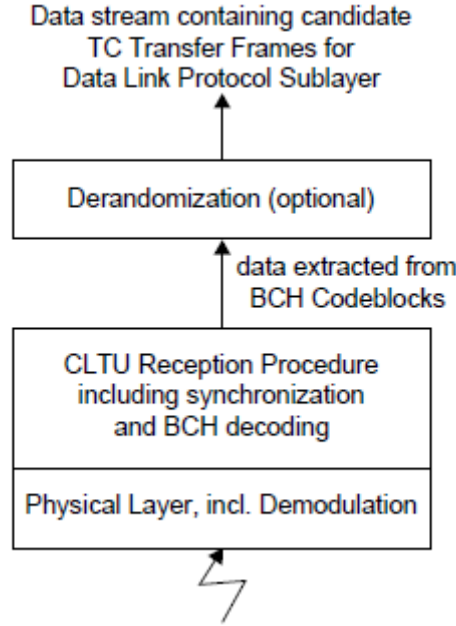 Data stream containing candidate
TC Transfer Frames for
Data Link Protocol Sublayer
Derandomization (optional)
data extracted from
BCH Codeblocks
CLTU Reception Procedure
including synchronization
and BCH decoding
Physical Layer, incl. Demodulation